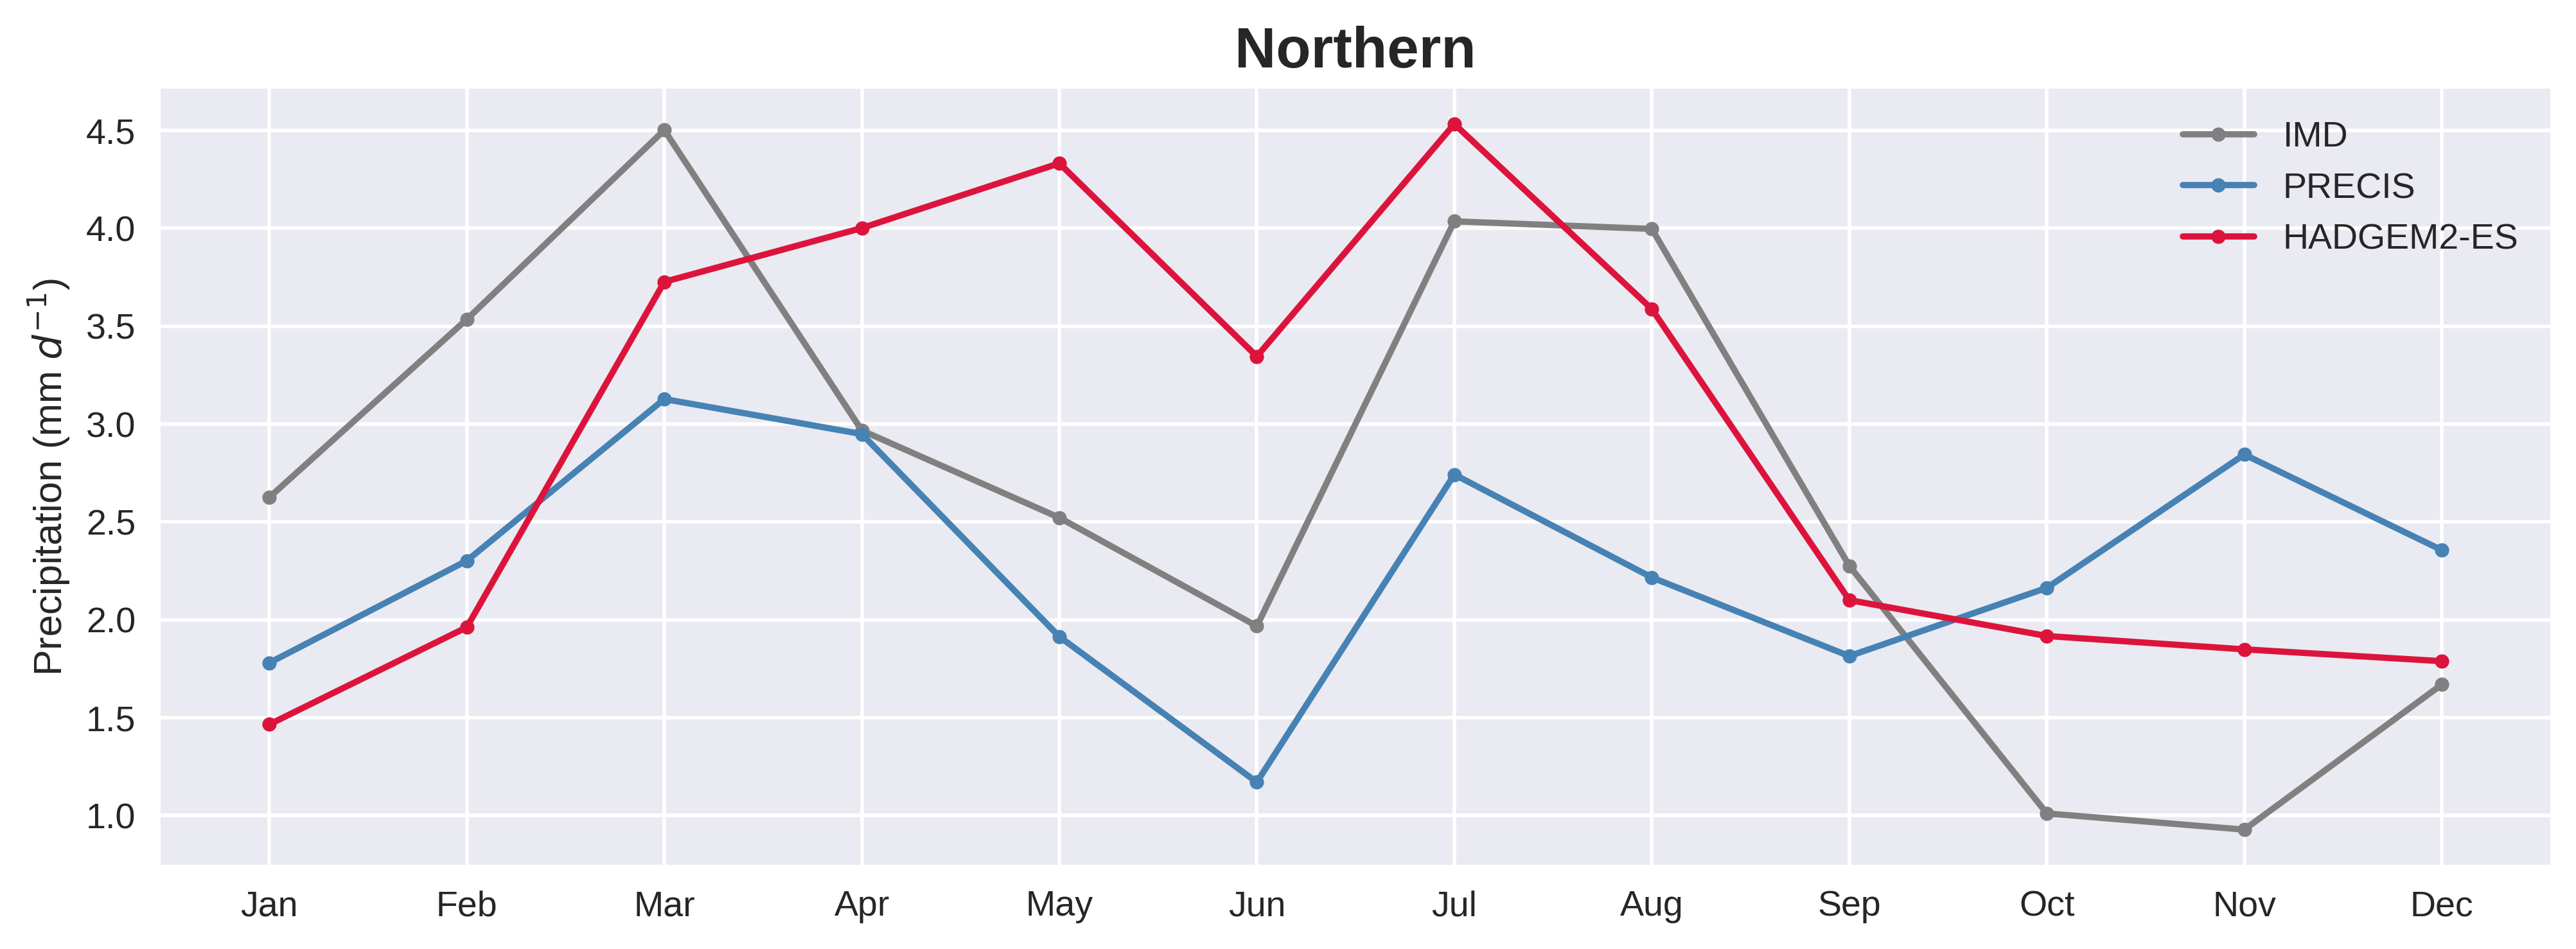 Northern
Precipitation (mm d⁻¹)
4.5
4.0
3.5
3.0
2.5
2.0
1.5
1.0
IMD
PRECIS
HADGEM2-ES
Jan Feb Mar Apr May Jun Jul Aug Sep Oct Nov Dec